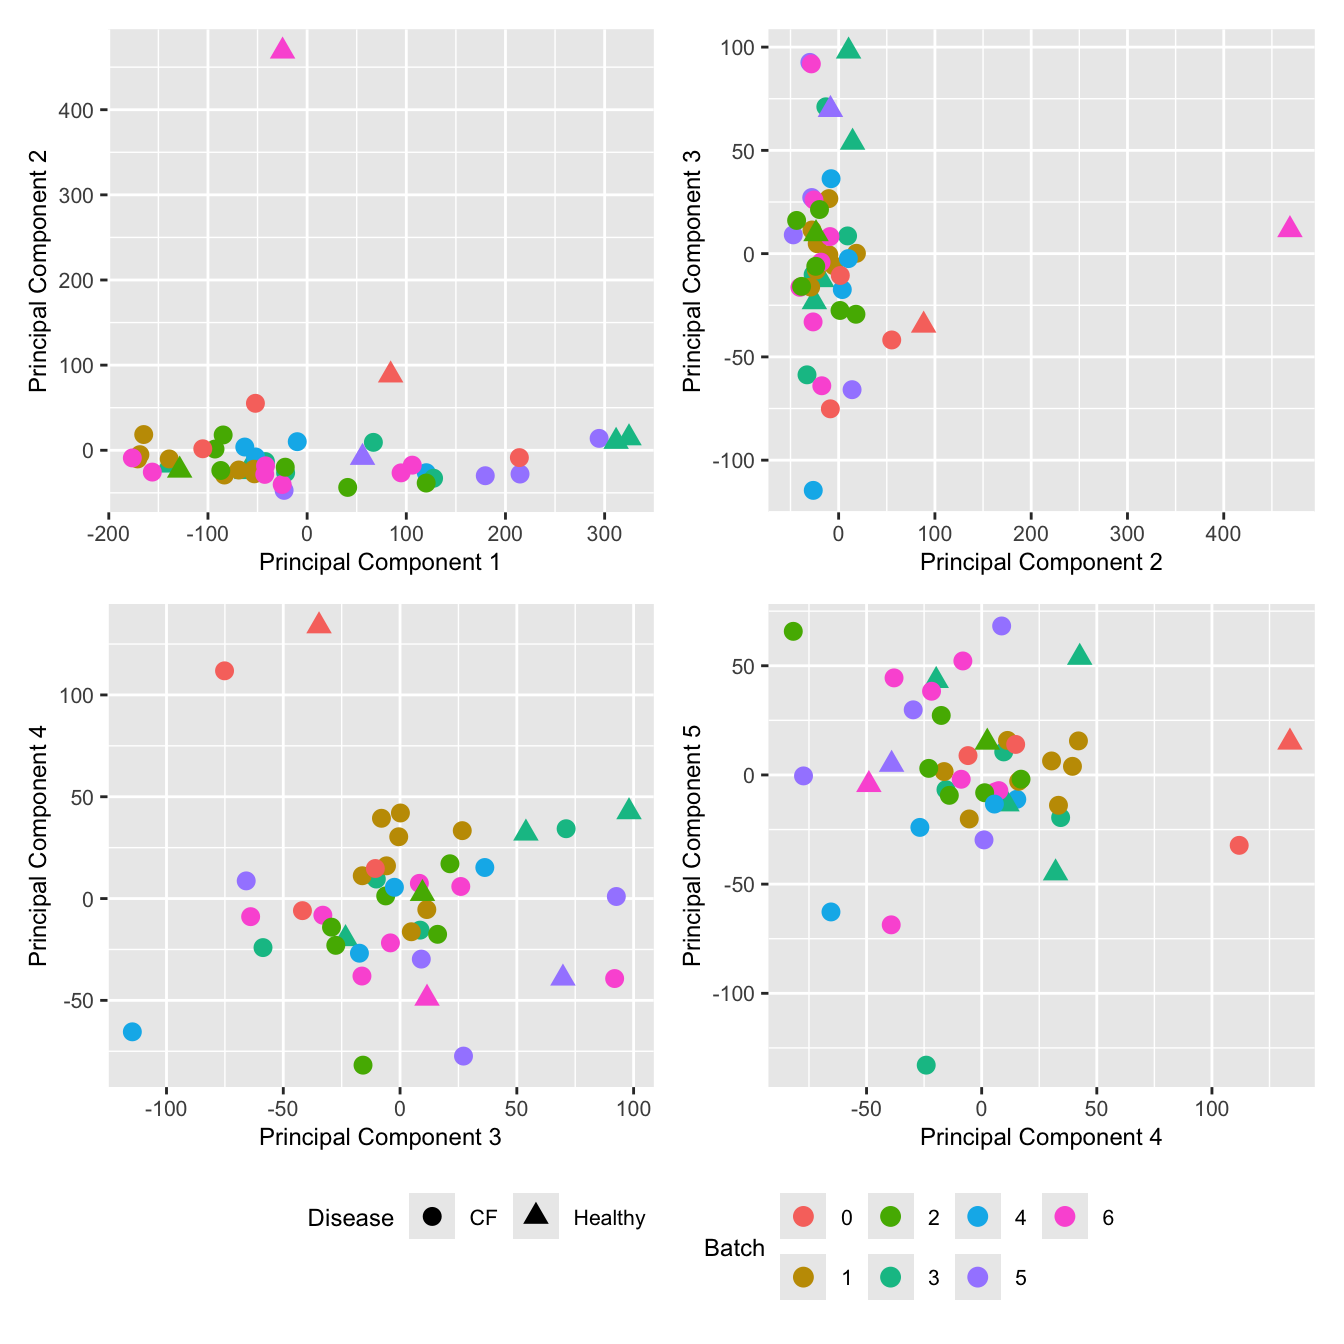 400
300
200
100
0
Principal Component 2
-200 -100 0 100 200 300
Principal Component 1
100
50
0
-50
-100
Principal Component 3
0 100 200 300 400
Principal Component 2
100
50
0
-50
Principal Component 4
-100 -50 0 50 100
Principal Component 3
50
0
-50
-100
Principal Component 5
-50 0 50 100
Principal Component 4
Disease CF Healthy
Batch
0 2 4 6
1 3 5